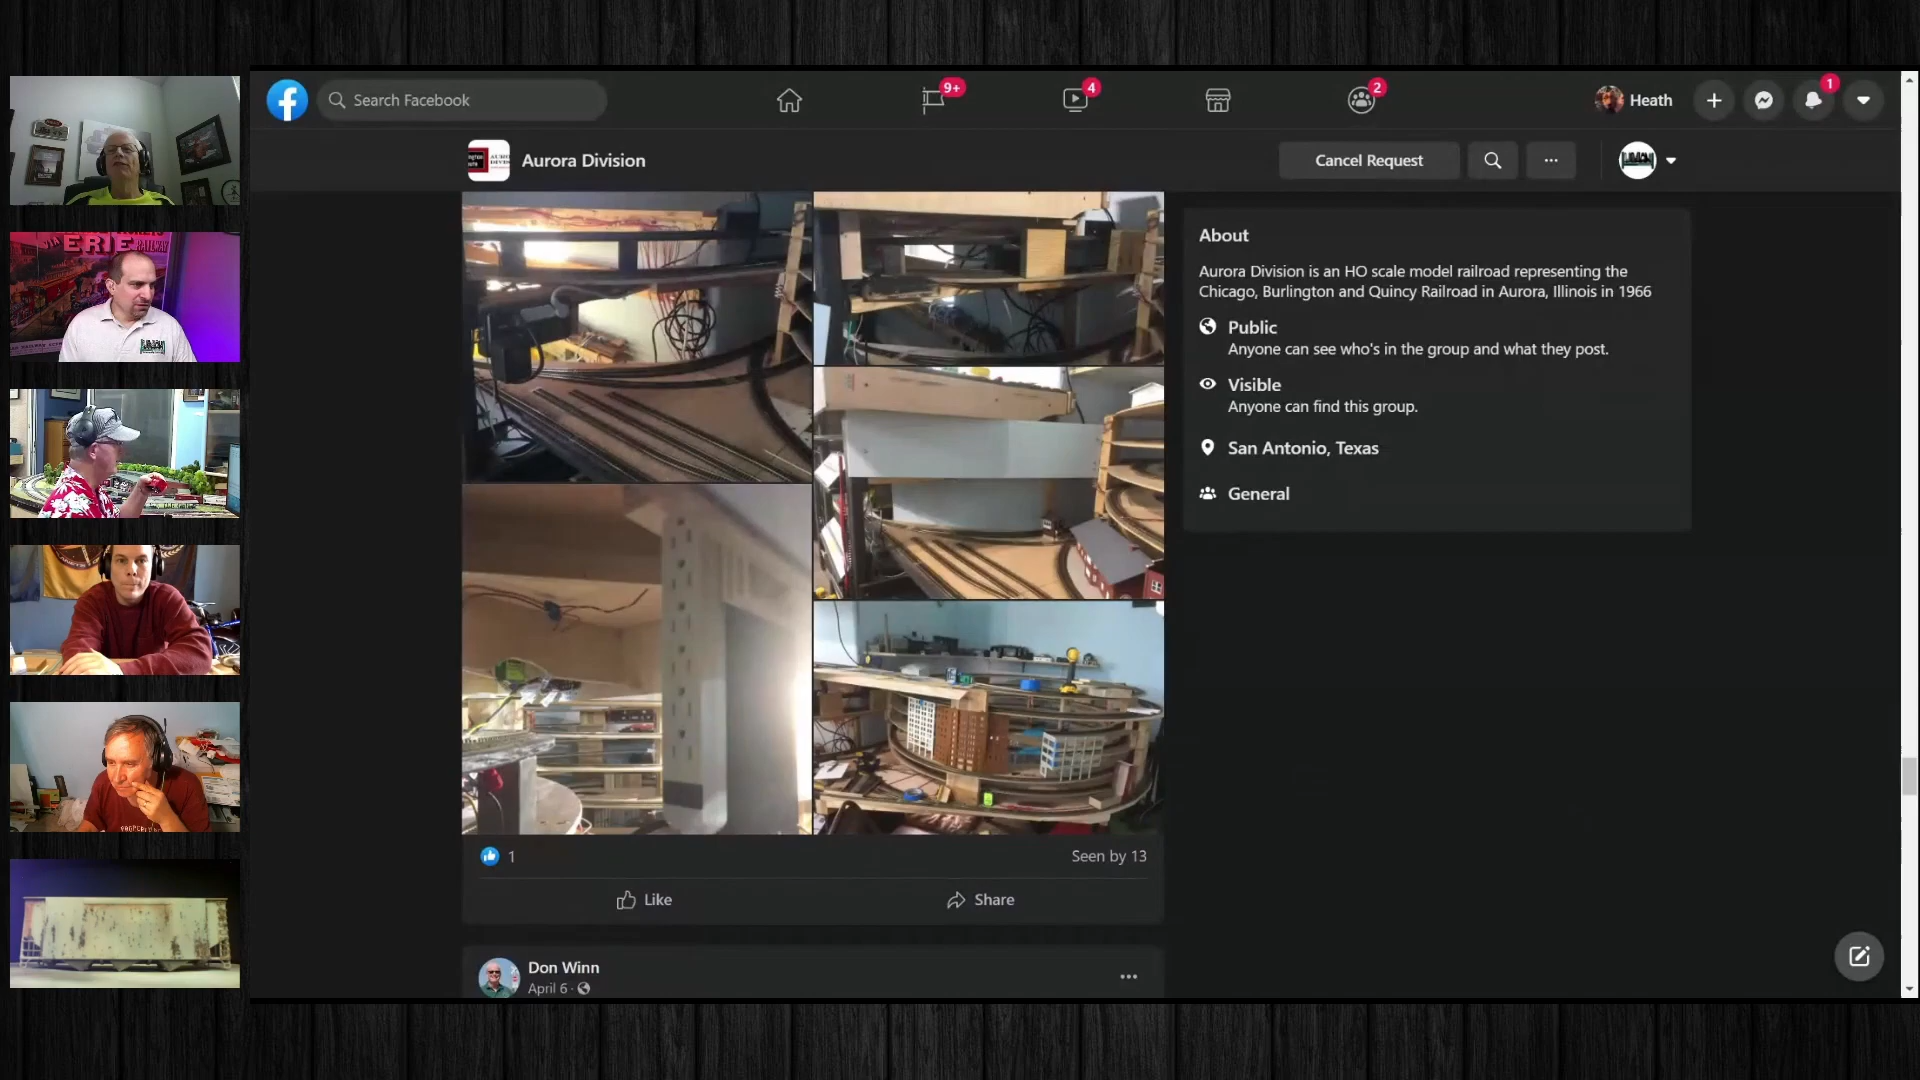 Search Facebook
9+
4
2
Heath
1
Aurora Division
Cancel Request
ERIE
RAILWAY
About
Aurora Division is an HO scale model railroad representing the
Chicago, Burlington and Quincy Railroad in Aurora, Illinois in 1966
Public
Anyone can see who's in the group and what they post.
Visible
Anyone can find this group.
San Antonio, Texas
General
1
Seen by 13
Like
Share
Don Winn
April 6 ·